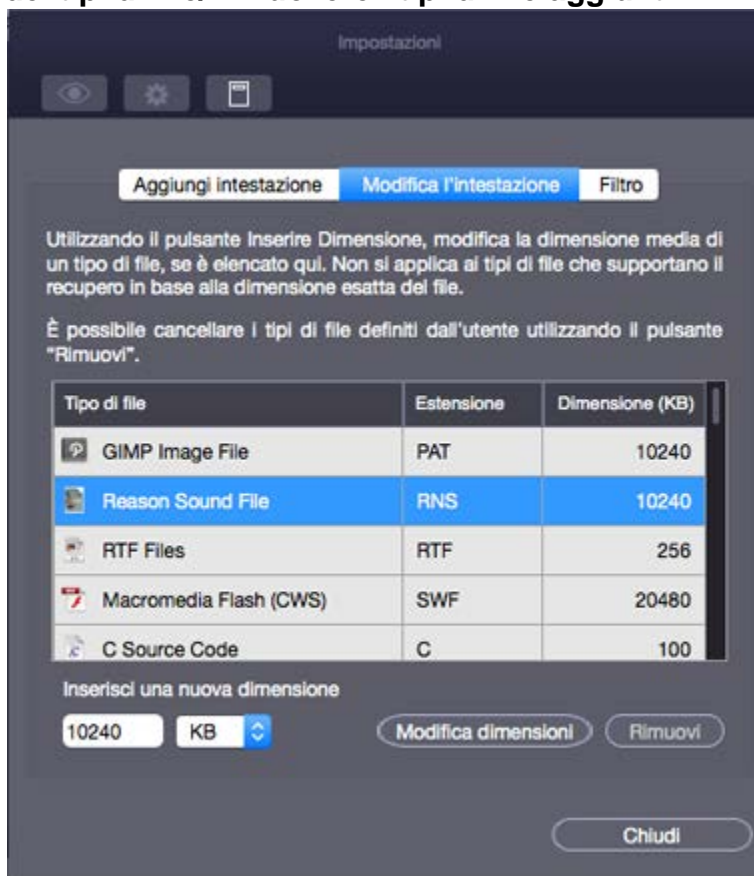 Impostazioni
Aggiungi intestazione Modifica l'intestazione Filtro
Utilizzando il pulsante Inserire Dimensione, modifica la dimensione media di
un tipo di file, se è elencato qui. Non si applica ai tipi di file che supportano il
recupero in base alla dimensione esatta del file.
È possibile cancellare i tipi di file definiti dall'utente utilizzando il pulsante
"Rimuovi".
Tipo di file Estensione Dimensione (KB)
GIMP Image File PAT 10240
Reason Sound File RNS 10240
RTF Files RTF 256
Macromedia Flash (CWS) SWF 20480
C Source Code C 100
Inserisci una nuova dimensione
10240 KB Modifica dimensioni Rimuovi
Chiudi